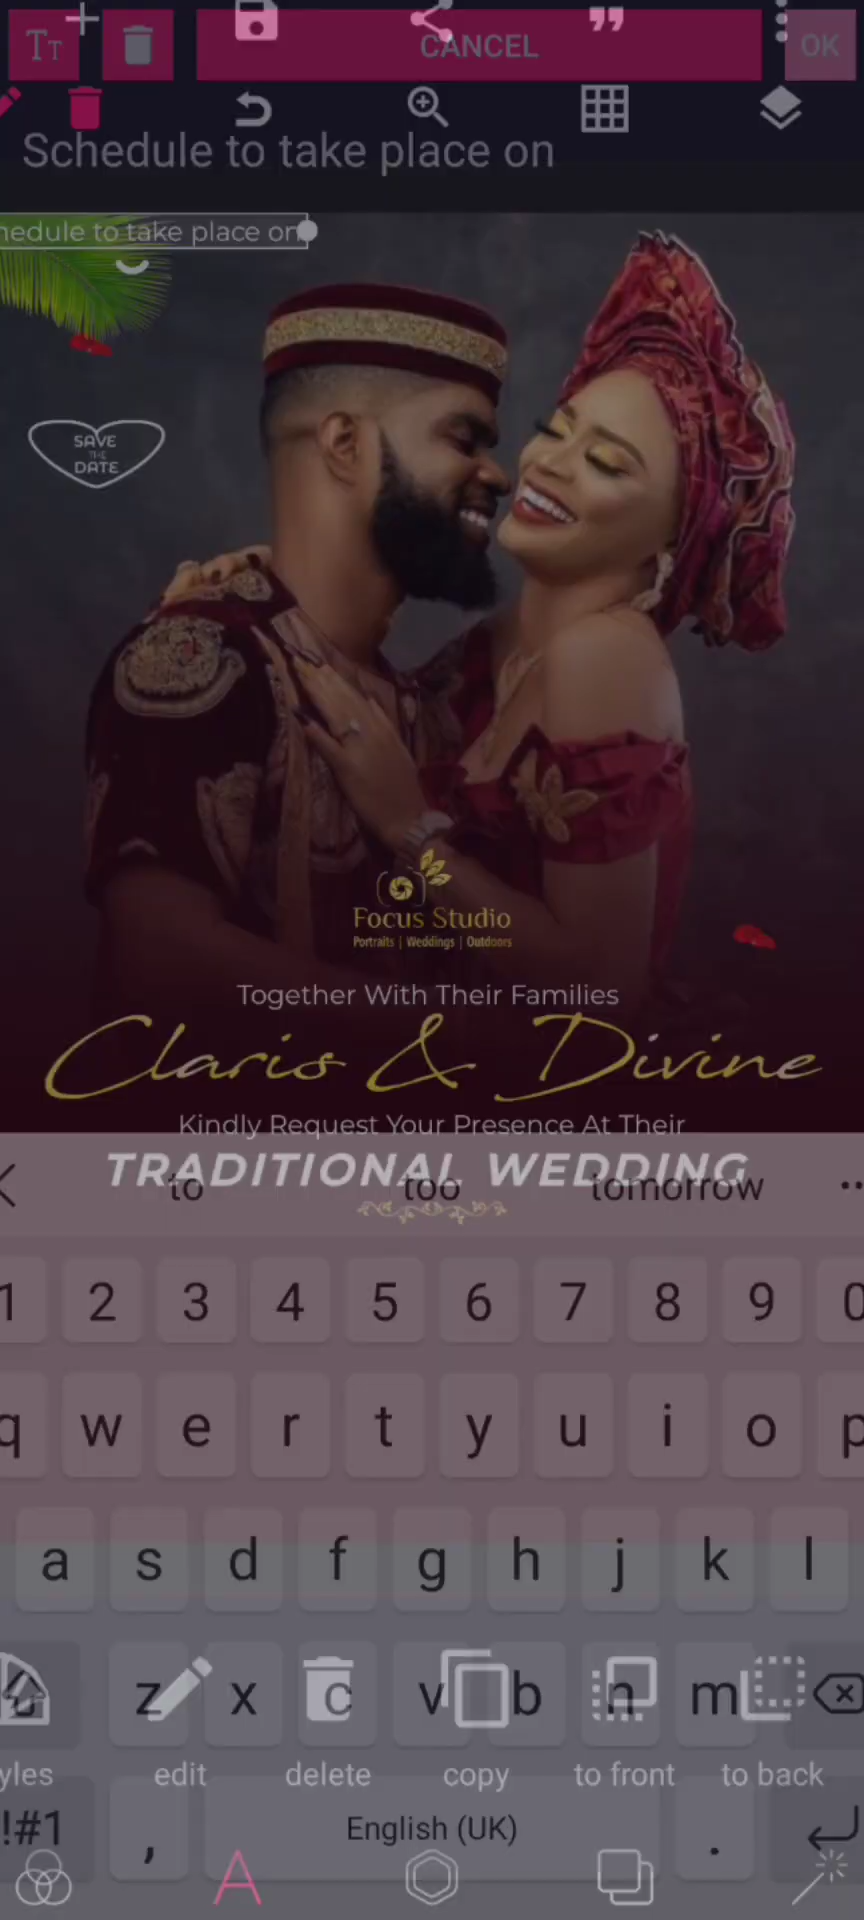 TT
CANCEL
OK
Schedule to take place on
hedule to take place on
SAVE
THE
DATE
Focus Studio
Portraits | Weddings | Outdoors
Together With Their Families
Claris & Divine
Kindly Request Your Presence At Their
TRADITIONAL WEDDING
to too tomorrow
1 2 3 4 5 6 7 8 9 0
q w e r t y u i o p
a s d f g h j k l
z x c v b n m
yles edit delete copy to front to back
!#1 , English (UK) .